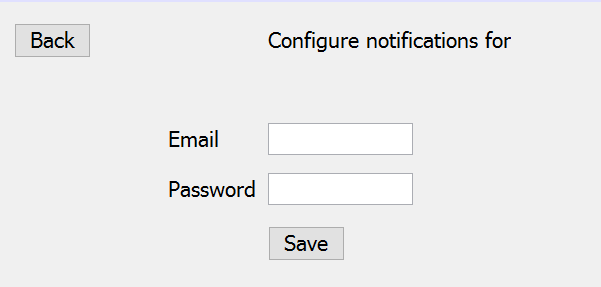 Back
Configure notifications for
Email
Password
Save